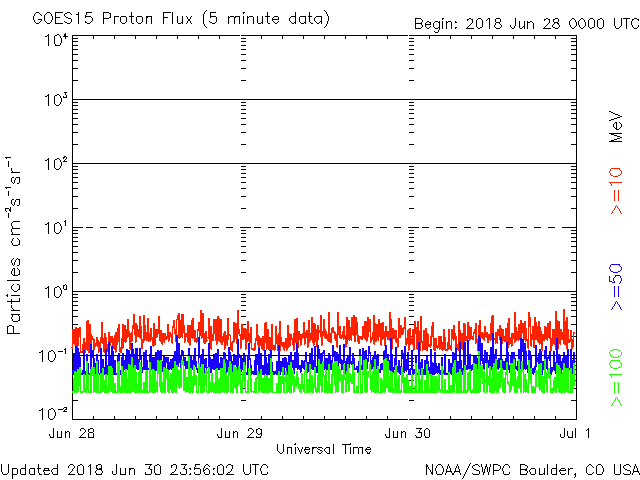 GOES15 Proton Flux (5 minute data)
Begin: 2018 Jun 28 0000 UTC
10⁴
10³
10²
10¹
10⁰
10⁻¹
10⁻²
Particles cm⁻²s⁻¹sr⁻¹
MeV
>=10
>=50
>=100
Jun 28
Jun 29
Jun 30
Jul 1
Universal Time
Updated 2018 Jun 30 23:56:02 UTC
NOAA/SWPC Boulder, CO USA